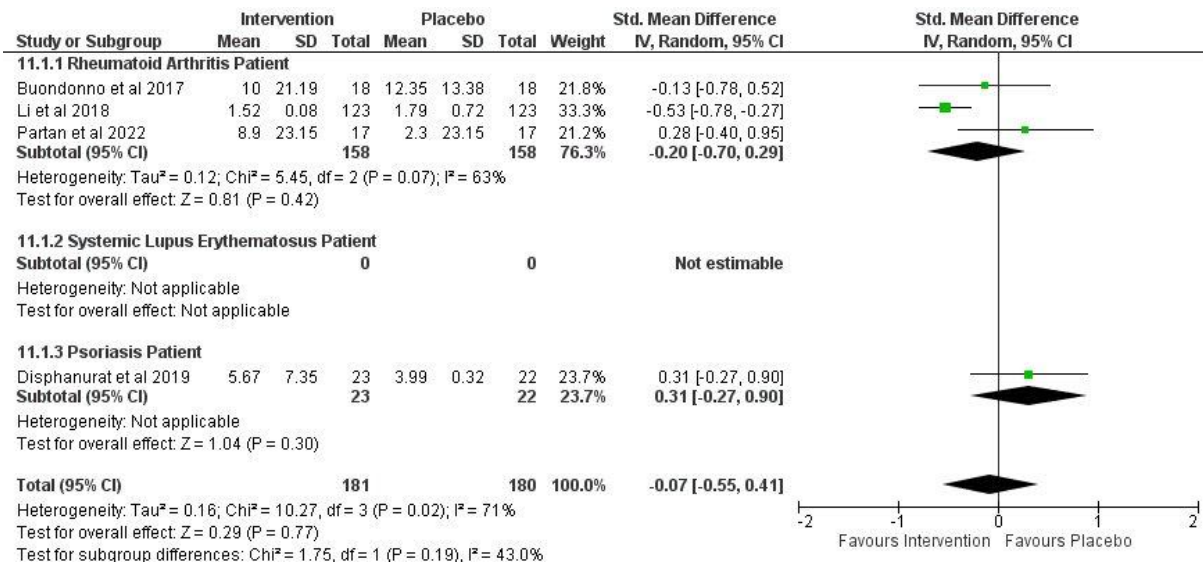 Intervention Placebo Std. Mean Difference Std. Mean Difference
Study or Subgroup Mean SD Total Mean SD Total Weight IV, Random, 95% CI IV, Random, 95% CI
11.1.1 Rheumatoid Arthritis Patient
Buondonno et al 2017 10 21.19 18 12.35 13.38 18 21.8% -0.13 [-0.78, 0.52]
Li et al 2018 1.52 0.08 123 1.79 0.72 123 33.3% -0.53 [-0.78, -0.27]
Partan et al 2022 8.9 23.15 17 2.3 23.15 17 21.2% 0.28 [-0.40, 0.95]
Subtotal (95% CI) 158 158 76.3% -0.20 [-0.70, 0.29]
Heterogeneity: Tau² = 0.12; Chi² = 5.45, df = 2 (P = 0.07); I² = 63%
Test for overall effect: Z = 0.81 (P = 0.42)
11.1.2 Systemic Lupus Erythematosus Patient
Subtotal (95% CI) 0 0 Not estimable
Heterogeneity: Not applicable
Test for overall effect: Not applicable
11.1.3 Psoriasis Patient
Disphanurat et al 2019 5.67 7.35 23 3.99 0.32 22 23.7% 0.31 [-0.27, 0.90]
Subtotal (95% CI) 23 22 23.7% 0.31 [-0.27, 0.90]
Heterogeneity: Not applicable
Test for overall effect: Z = 1.04 (P = 0.30)
Total (95% CI) 181 180 100.0% -0.07 [-0.55, 0.41]
Heterogeneity: Tau² = 0.16; Chi² = 10.27, df = 3 (P = 0.02); I² = 71%
Test for overall effect: Z = 0.29 (P = 0.77)
Test for subgroup differences: Chi² = 1.75, df = 1 (P = 0.19), I² = 43.0%
-2 -1 0 1 2
Favours Intervention Favours Placebo